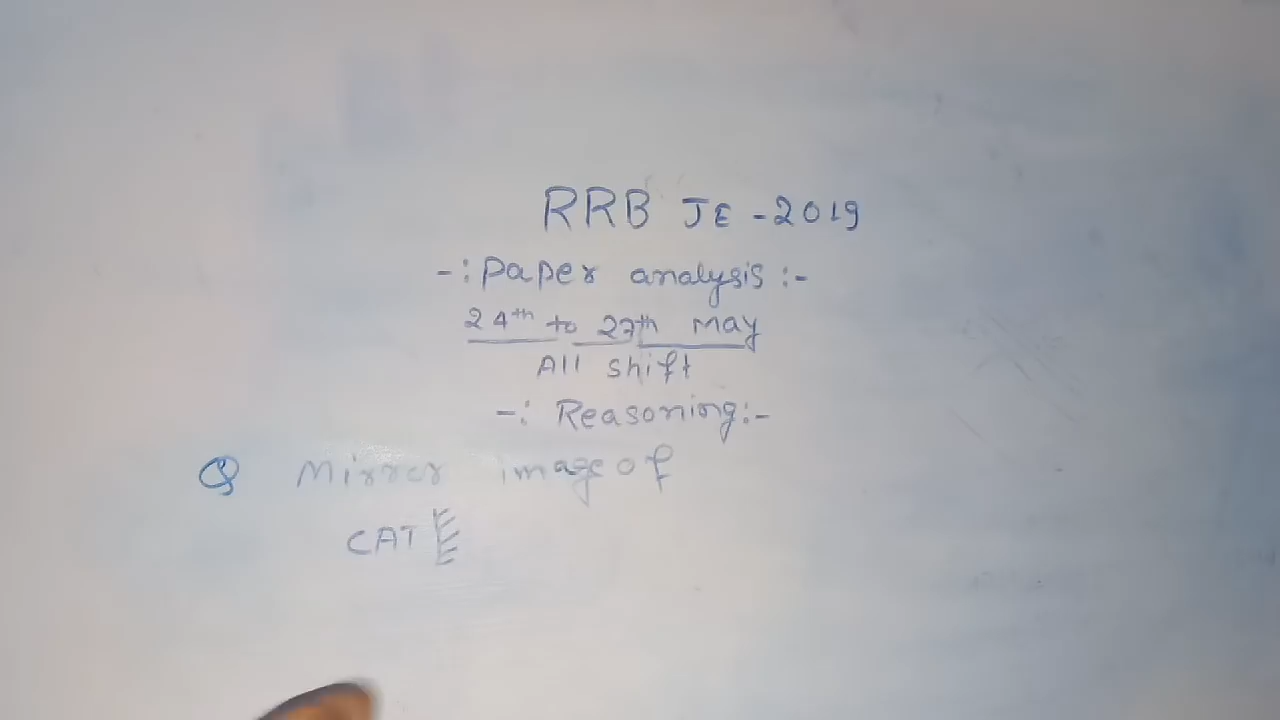 RRB JE - 2019
-: Paper analysis :-
24th to 27th May
All shift
-: Reasoning:-
Q Mirror image of
CAT